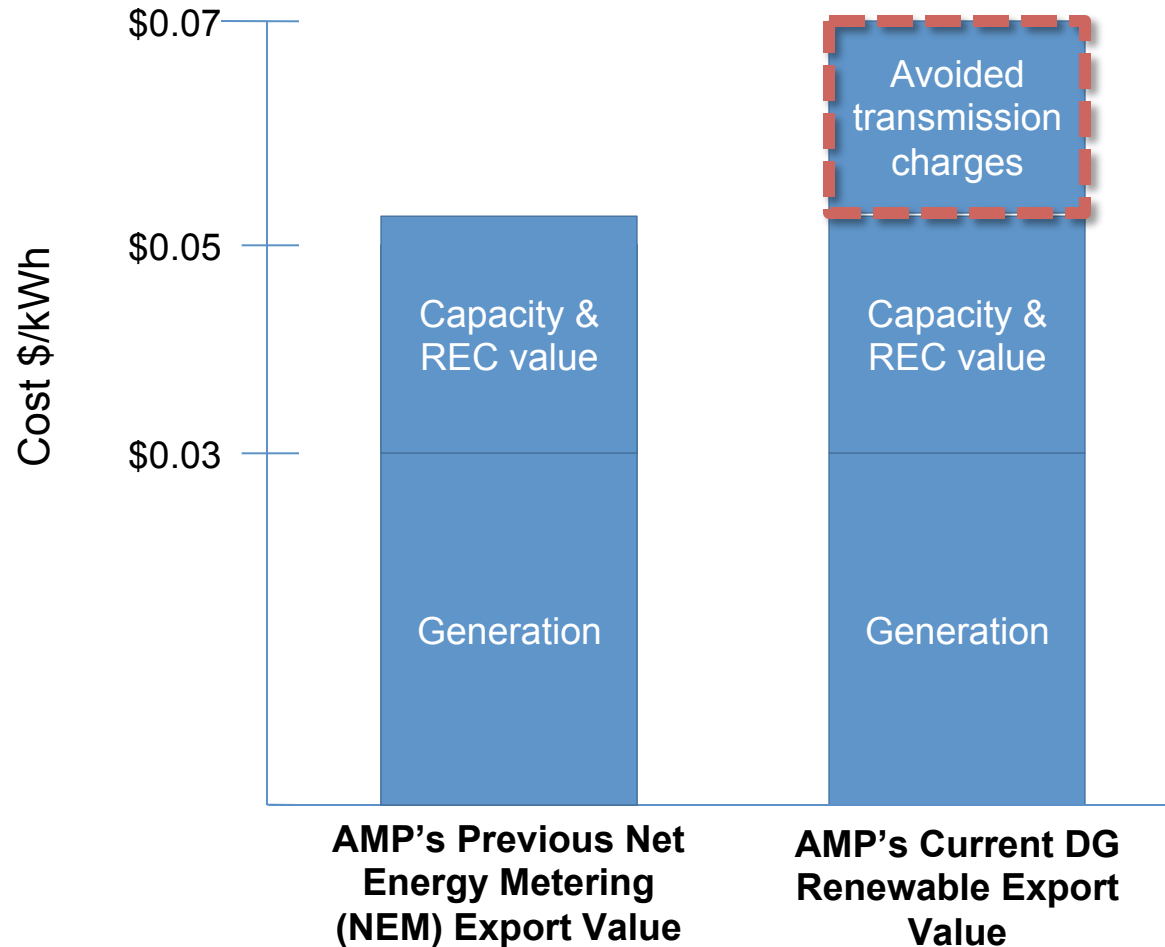 $0.07
$0.05
$0.03
Cost $/kWh
Capacity &
REC value
Generation
Avoided
transmission
charges
Capacity &
REC value
Generation
AMP’s Previous Net
Energy Metering
(NEM) Export Value
AMP’s Current DG
Renewable Export
Value